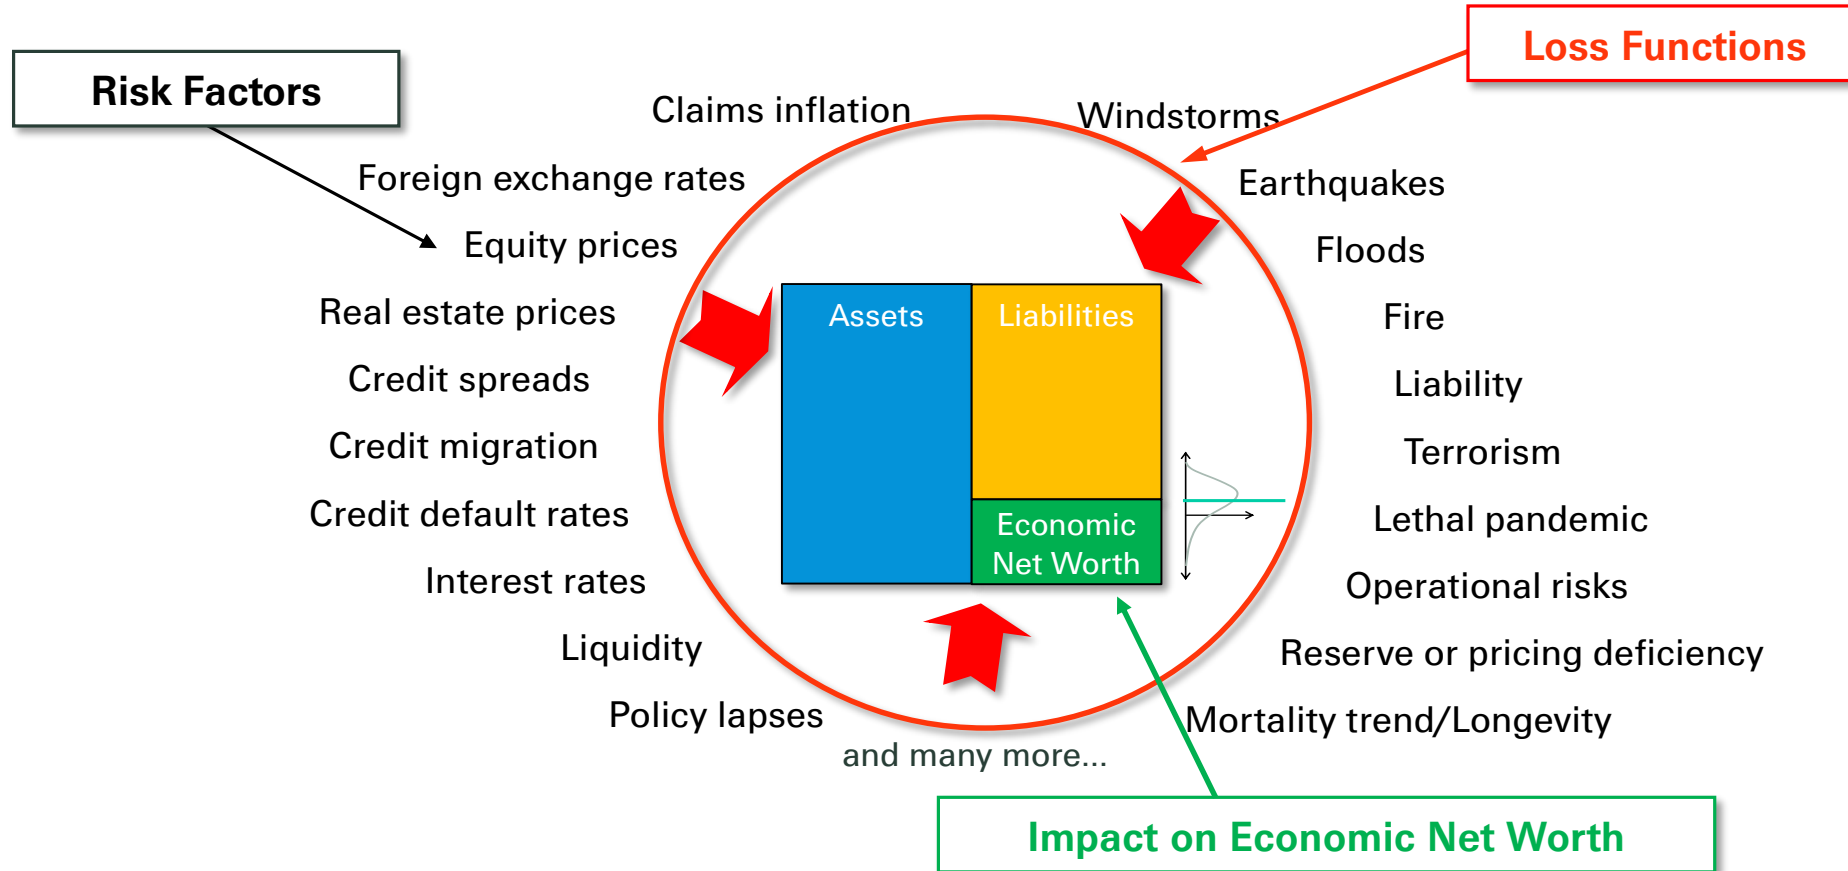 Loss Functions
Risk Factors
Claims inflation
Windstorms
Foreign exchange rates
Earthquakes
Equity prices
Floods
Real estate prices
Assets
Liabilities
Fire
Credit spreads
Liability
Credit migration
Terrorism
Credit default rates
Economic
Net Worth
Lethal pandemic
Interest rates
Operational risks
Liquidity
Reserve or pricing deficiency
Policy lapses
Mortality trend/Longevity
and many more...
Impact on Economic Net Worth